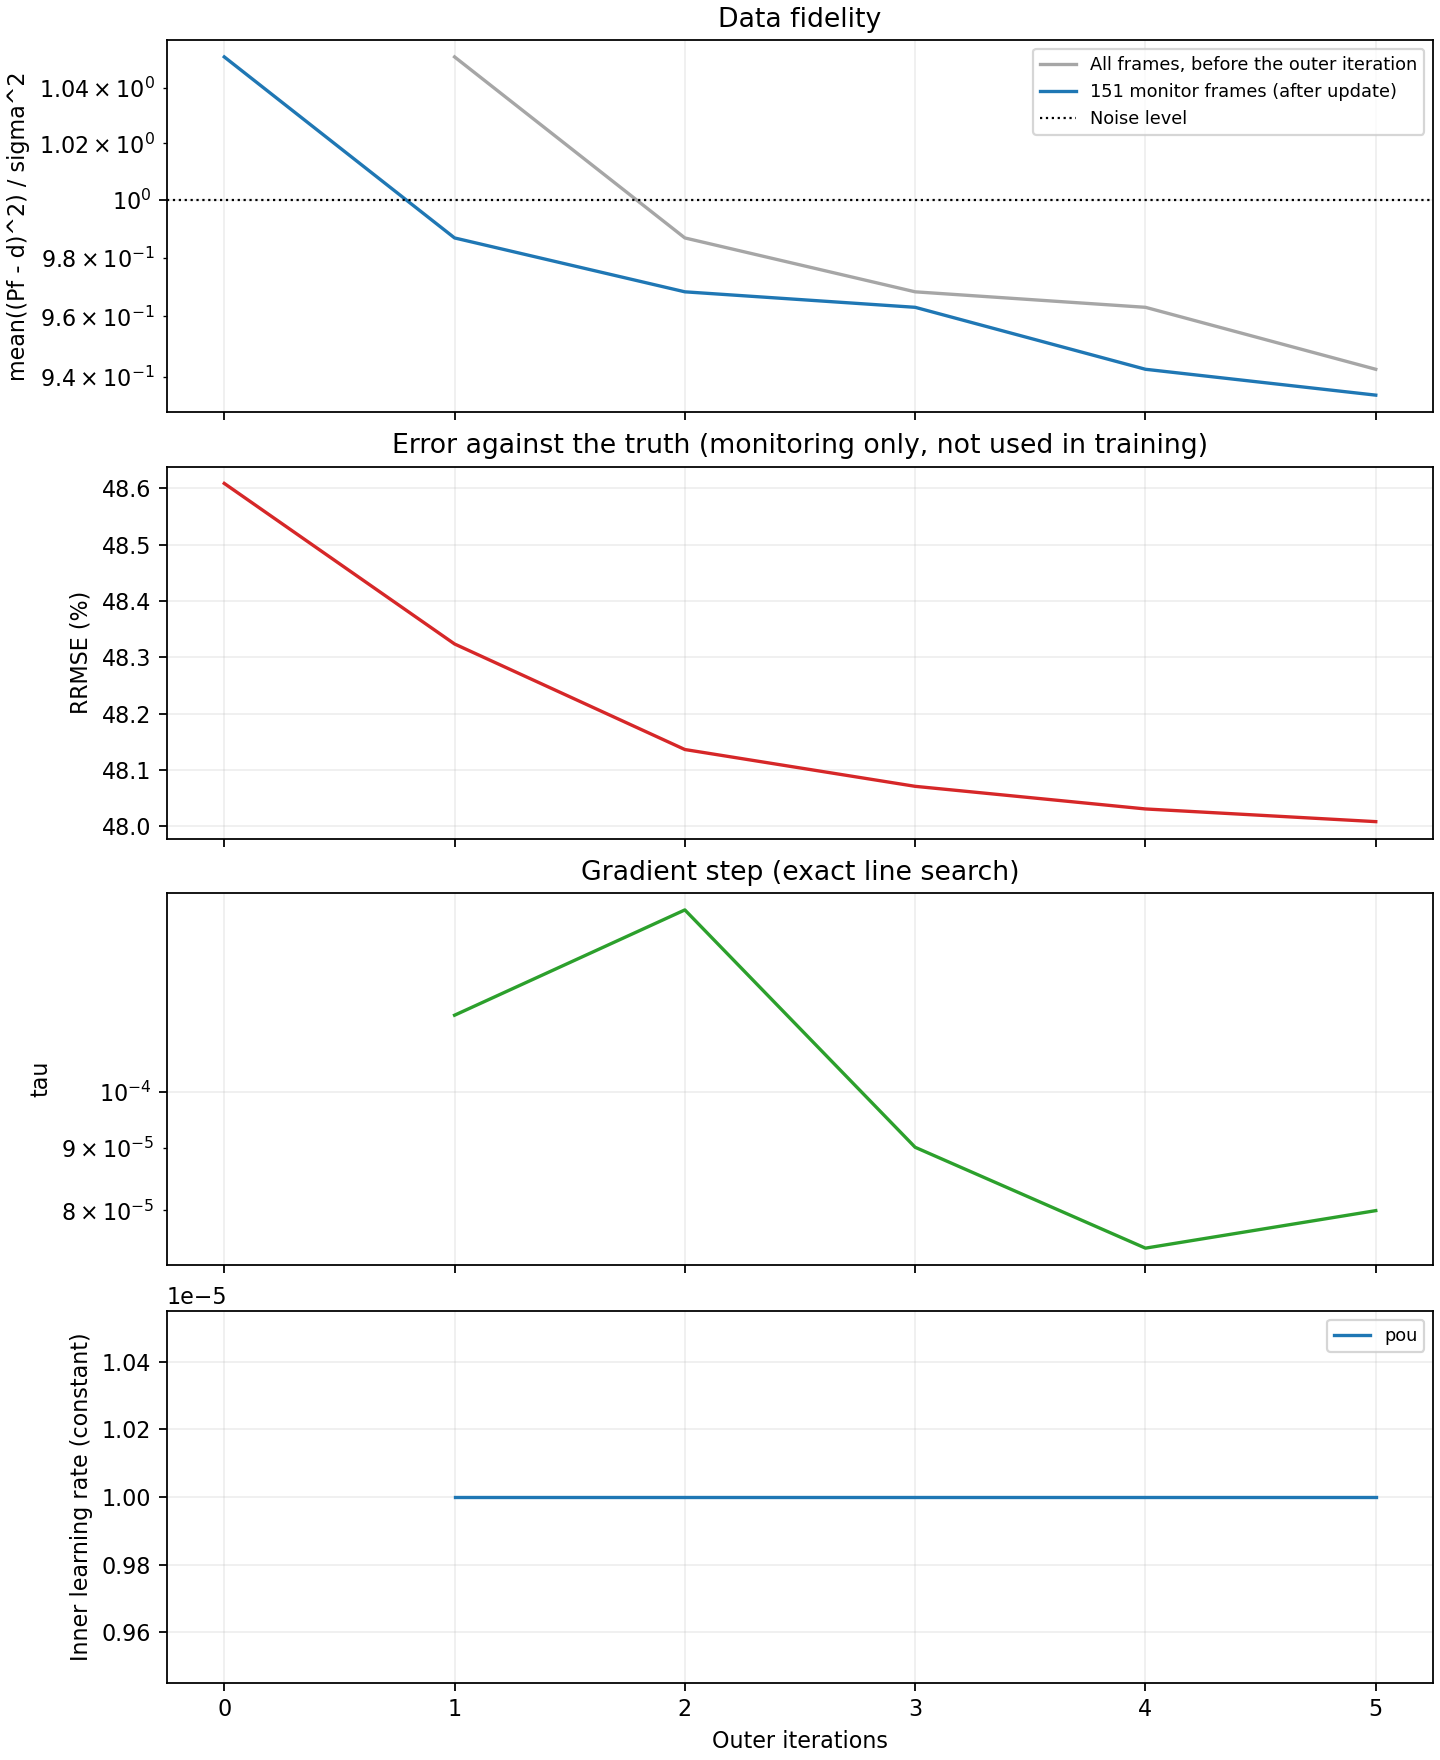 Data fidelity
mean((Pf - d)^2) / sigma^2
1.04 × 10⁰
1.02 × 10⁰
10⁰
9.8 × 10⁻¹
9.6 × 10⁻¹
9.4 × 10⁻¹
All frames, before the outer iteration
151 monitor frames (after update)
Noise level
Error against the truth (monitoring only, not used in training)
RRMSE (%)
48.6
48.5
48.4
48.3
48.2
48.1
48.0
Gradient step (exact line search)
tau
10⁻⁴
9 × 10⁻⁵
8 × 10⁻⁵
1e−5
Inner learning rate (constant)
1.04
1.02
1.00
0.98
0.96
pou
0 1 2 3 4 5
Outer iterations